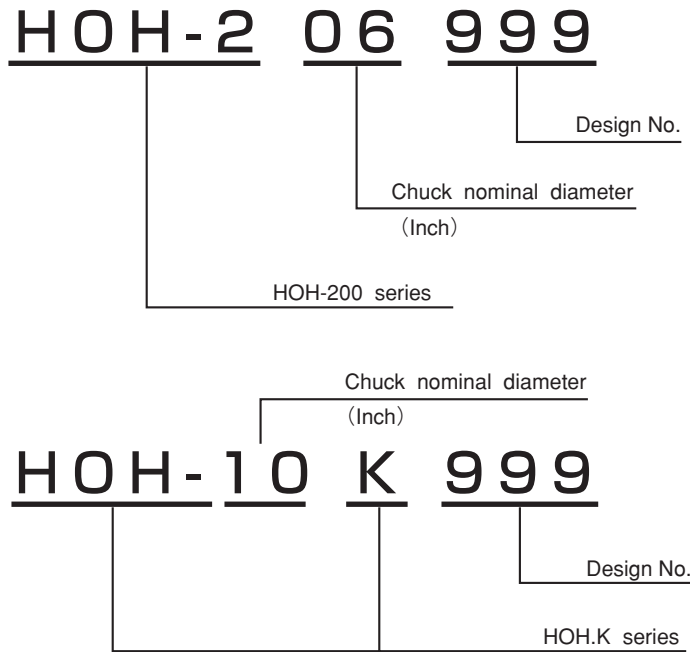 HOH-2 06 999
Design No.
Chuck nominal diameter
（Inch）
HOH-200 series
Chuck nominal diameter
（Inch）
HOH-10 K 999
Design No.
HOH.K series